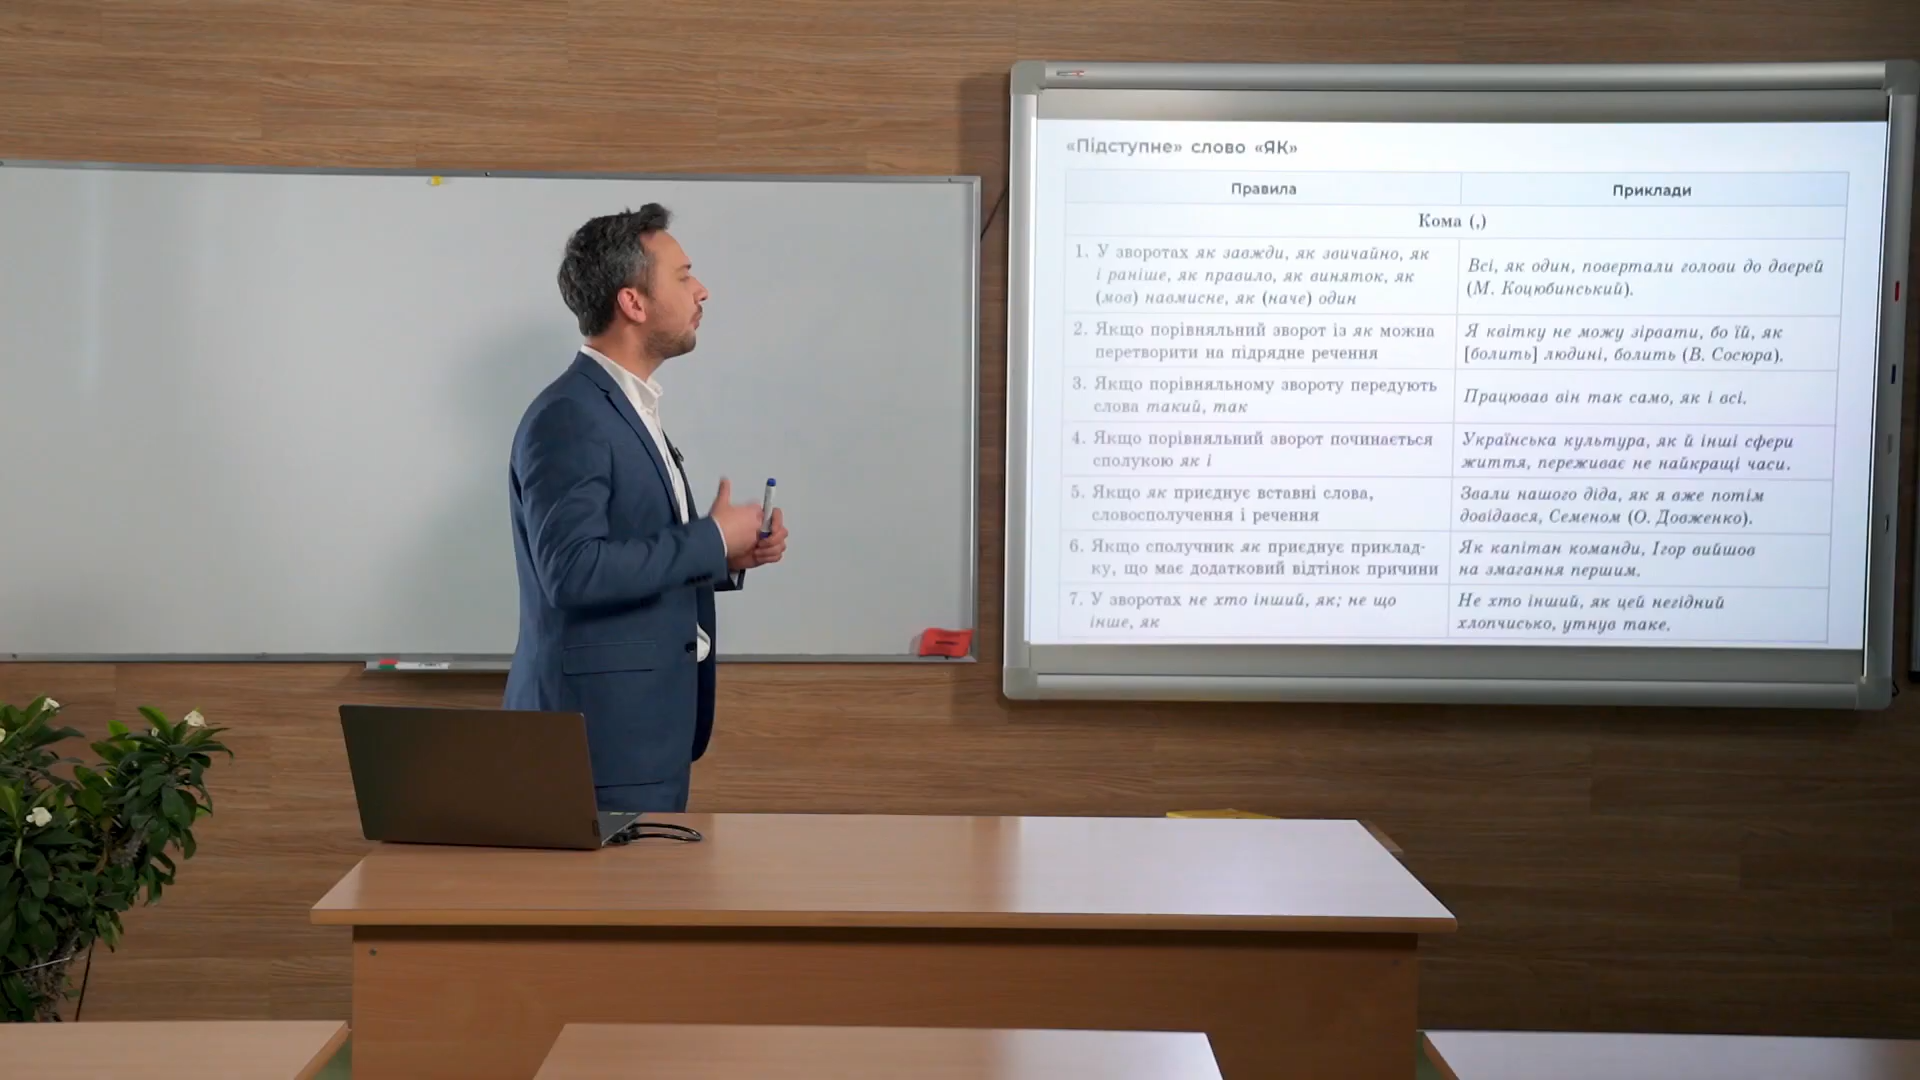 «Підступне» слово «ЯК»
Правила
Приклади
Кома (,)
1. У зворотах як завжди, як звичайно, як
і раніше, як правило, як виняток, як
(мов) навмисне, як (наче) один
Всі, як один, повертали голови до дверей
(М. Коцюбинський).
2. Якщо порівняльний зворот із як можна
перетворити на підрядне речення
Я квітку не можу зірвати, бо їй, як
[болить] людині, болить (В. Сосюра).
3. Якщо порівняльному звороту передують
слова такий, так
Працював він так само, як і всі.
4. Якщо порівняльний зворот починається
сполукою як і
Українська культура, як й інші сфери
життя, переживає не найкращі часи.
5. Якщо як приєднує вставні слова,
словосполучення і речення
Звали нашого діда, як я вже потім
довідався, Семеном (О. Довженко).
6. Якщо сполучник як приєднує приклад-
ку, що має додатковий відтінок причини
Як капітан команди, Ігор вийшов
на змагання першим.
7. У зворотах не хто інший, як; не що
інше, як
Не хто інший, як цей негідний
хлопчисько, утнув таке.